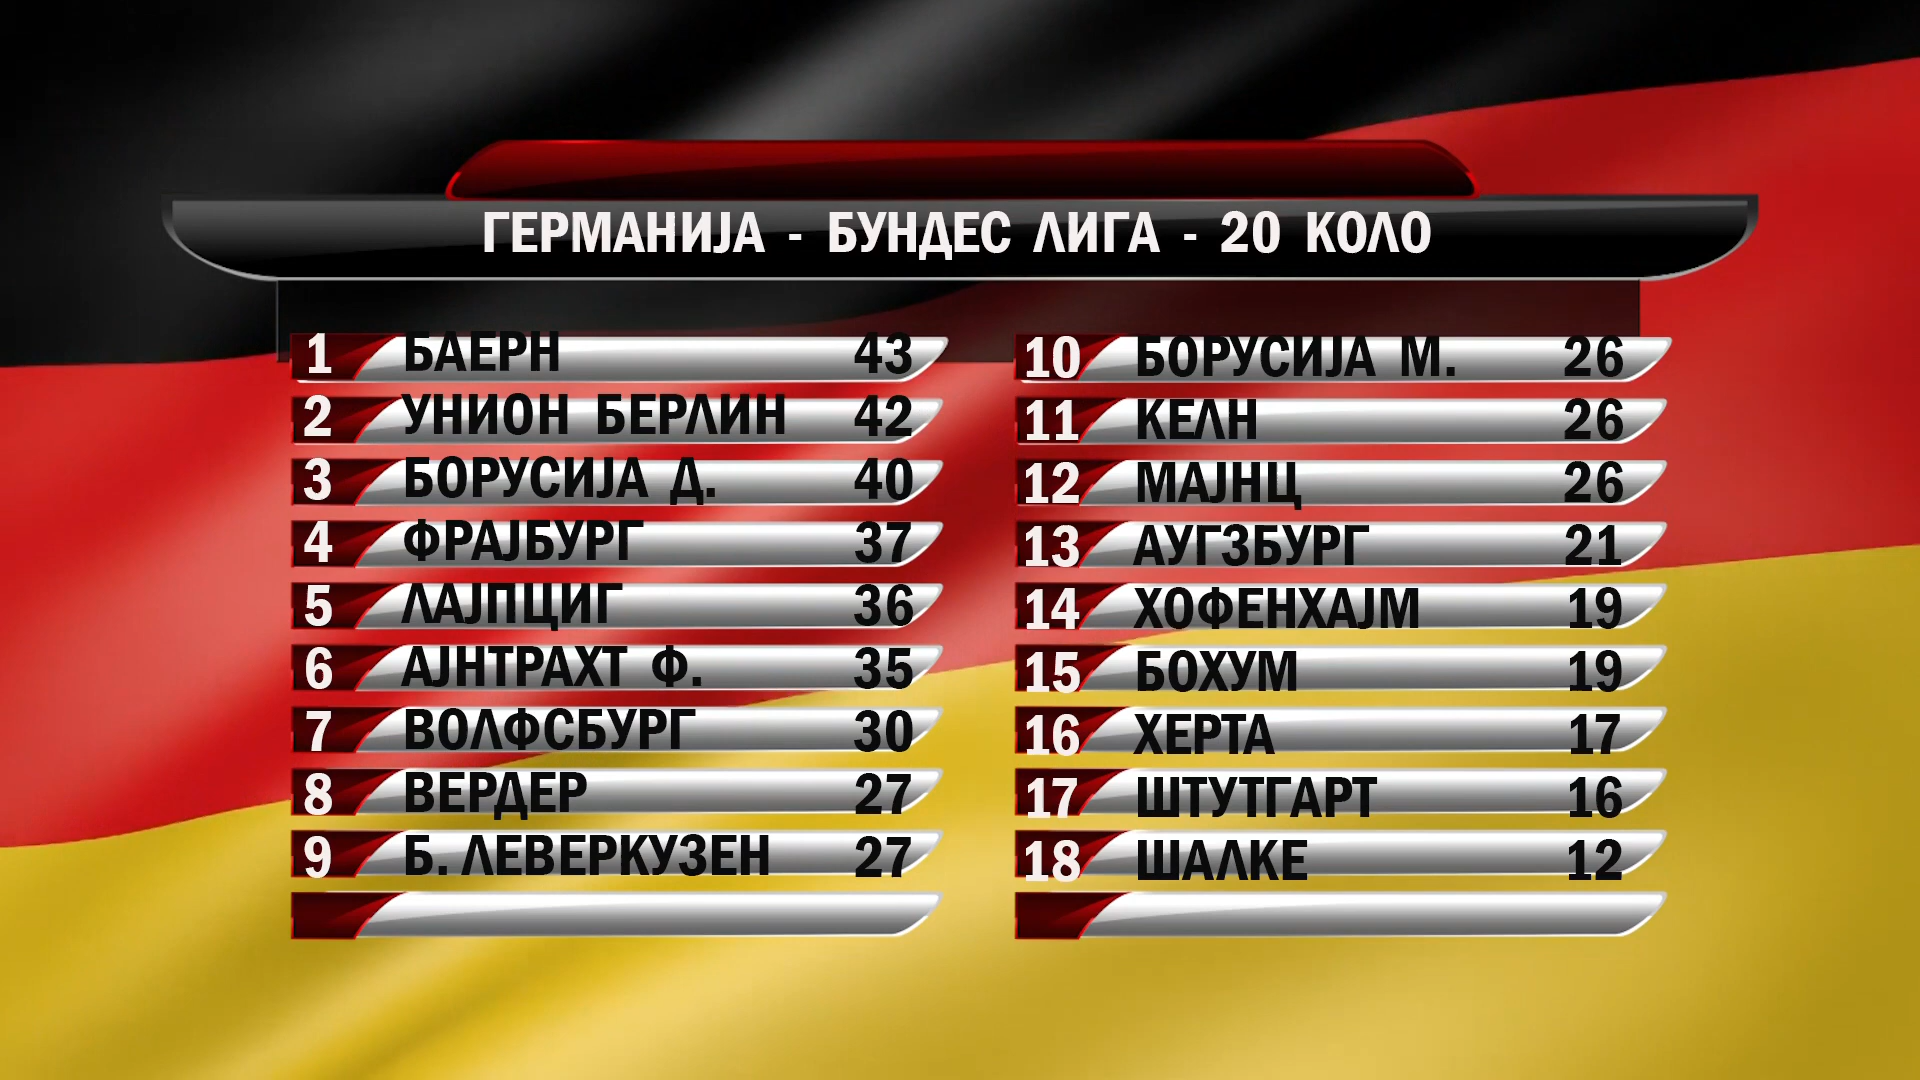 ГЕРМАНИЈА - БУНДЕС ЛИГА - 20 КОЛО
1 БАЕРН 43
2 УНИОН БЕРЛИН 42
3 БОРУСИЈА Д. 40
4 ФРАЈБУРГ 37
5 ЛАЈПЦИГ 36
6 АЈНТРАХТ Ф. 35
7 ВОЛФСБУРГ 30
8 ВЕРДЕР 27
9 Б. ЛЕВЕРКУЗЕН 27
10 БОРУСИЈА М. 26
11 КЕЛН 26
12 МАЈНЦ 26
13 АУГЗБУРГ 21
14 ХОФЕНХАЈМ 19
15 БОХУМ 19
16 ХЕРТА 17
17 ШТУТГАРТ 16
18 ШАЛКЕ 12